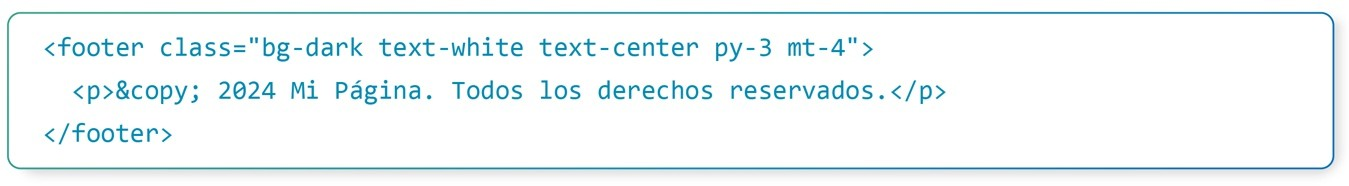 <footer class="bg-dark text-white text-center py-3 mt-4">
<p>&copy; 2024 Mi Página. Todos los derechos reservados.</p>
</footer>